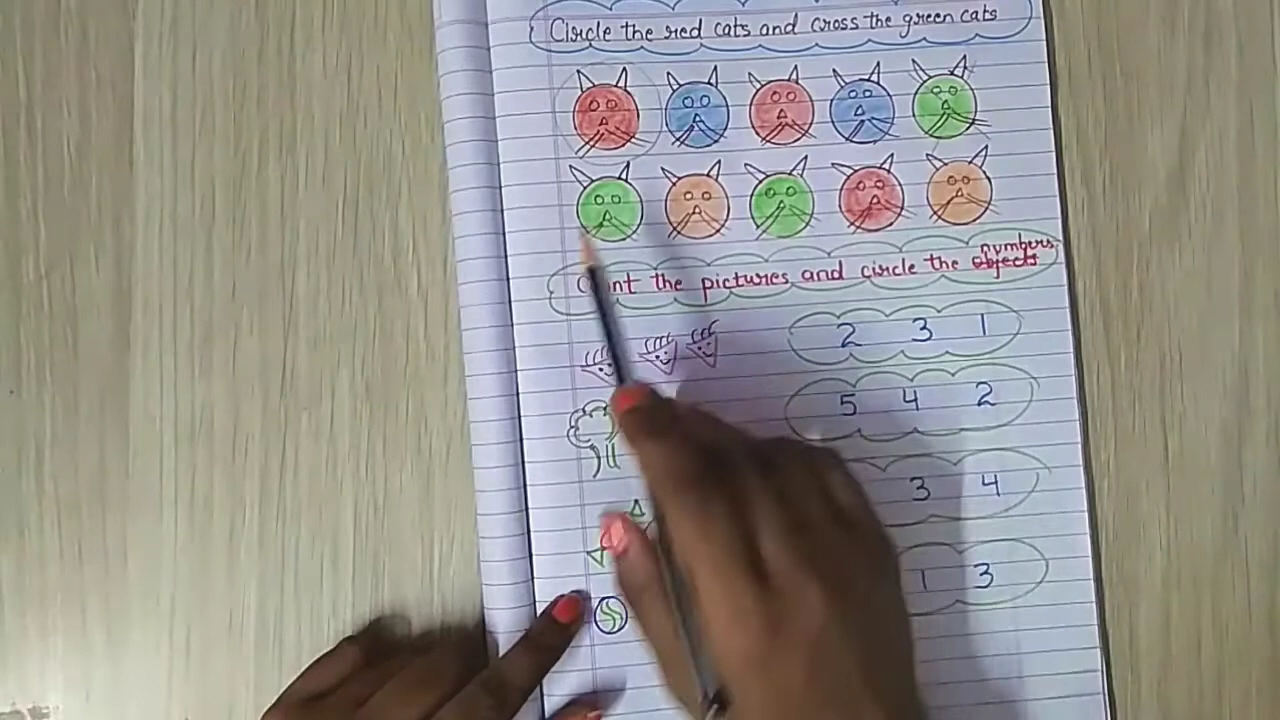 Circle the red cats and cross the green cats
the pictures and circle the numbers
objects
2 3 1
5 4 2
3 4
1 3